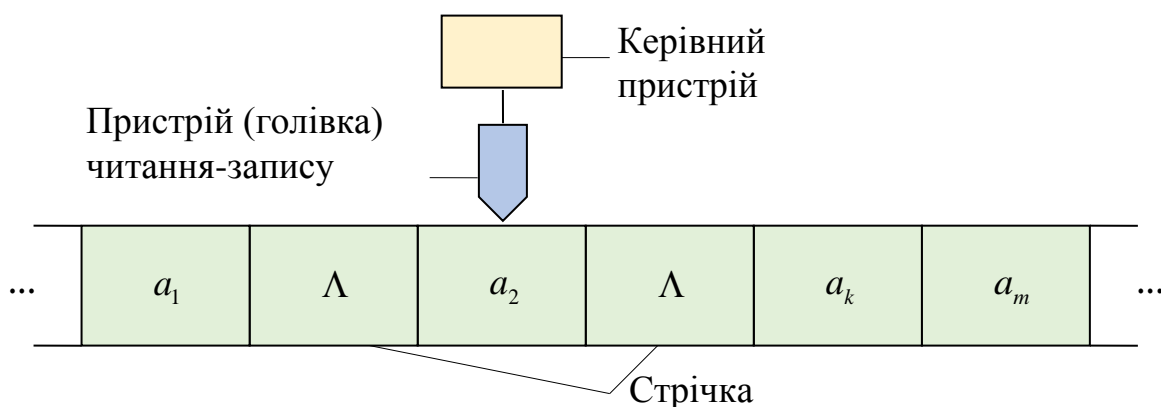 Керівний
пристрій
Пристрій (голівка)
читання-запису
... a₁ Λ a₂ Λ aₖ aₘ ...
Стрічка